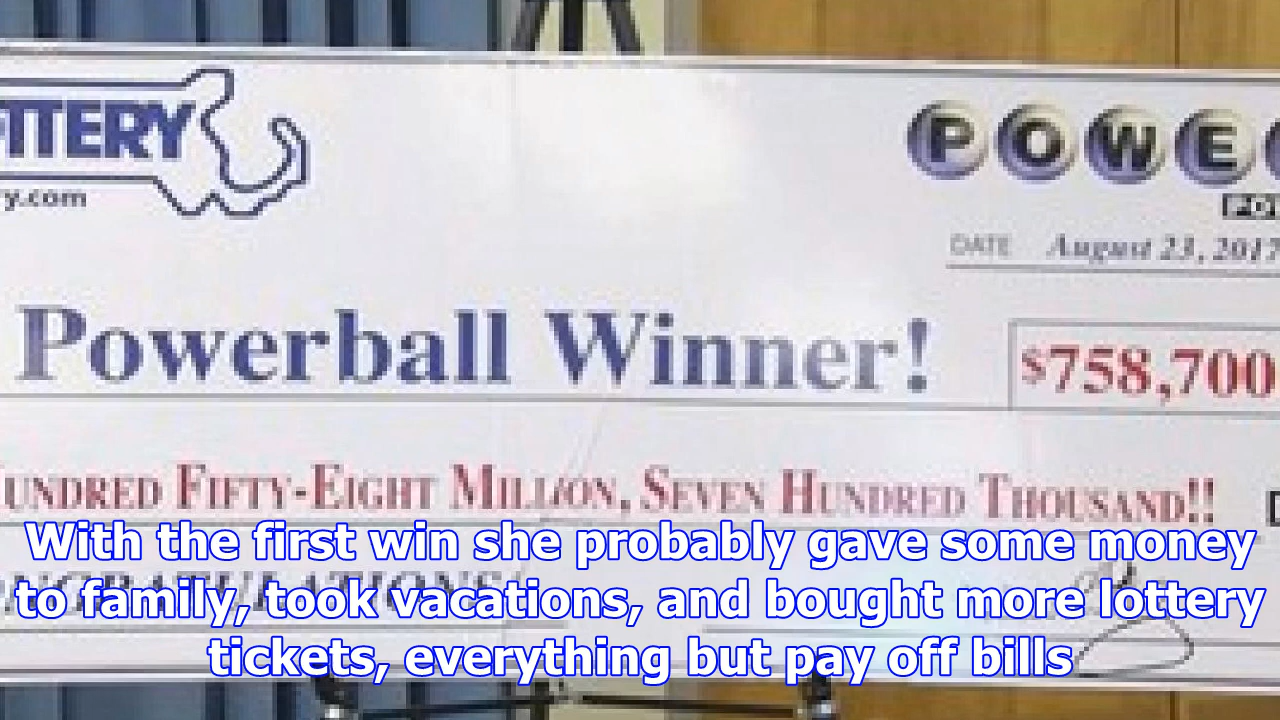 TTERY
y.com
POWE
PO
DATE August 23, 2017
Powerball Winner!
$758,700
UNDRED FIFTY-EIGHT MILLION, SEVEN HUNDRED THOUSAND!!
With the first win she probably gave some money
to family, took vacations, and bought more lottery
tickets, everything but pay off bills